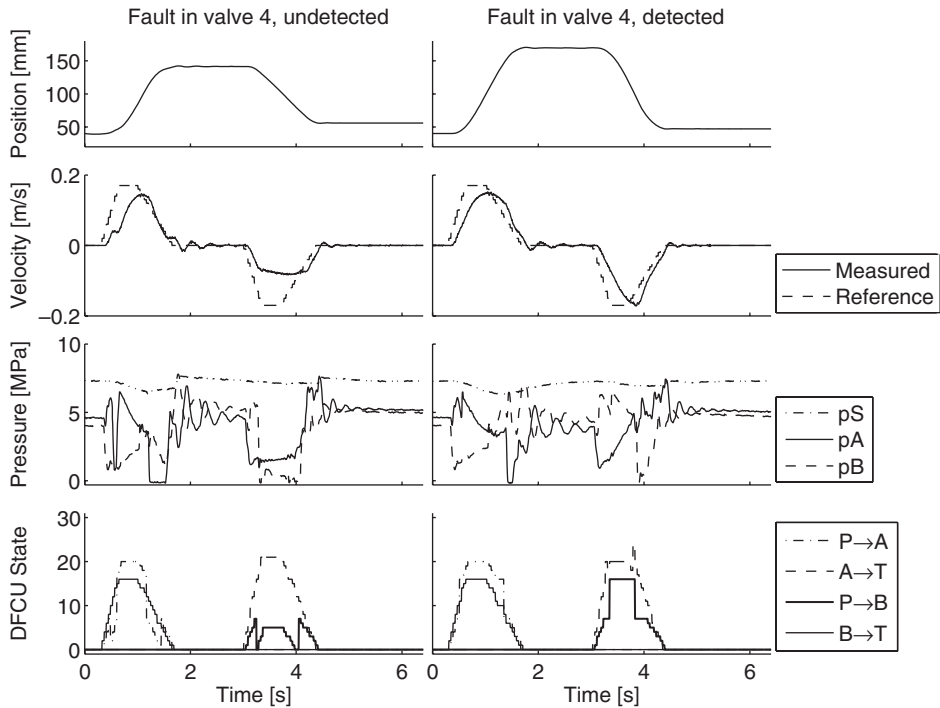 Fault in valve 4, undetected
Fault in valve 4, detected
Position [mm]
150
100
50
Velocity [m/s]
0.2
0
−0.2
Measured
Reference
Pressure [MPa]
10
5
0
pS
pA
pB
DFCU State
30
20
10
0
P→A
A→T
P→B
B→T
0 2 4 6
0 2 4 6
Time [s]
Time [s]